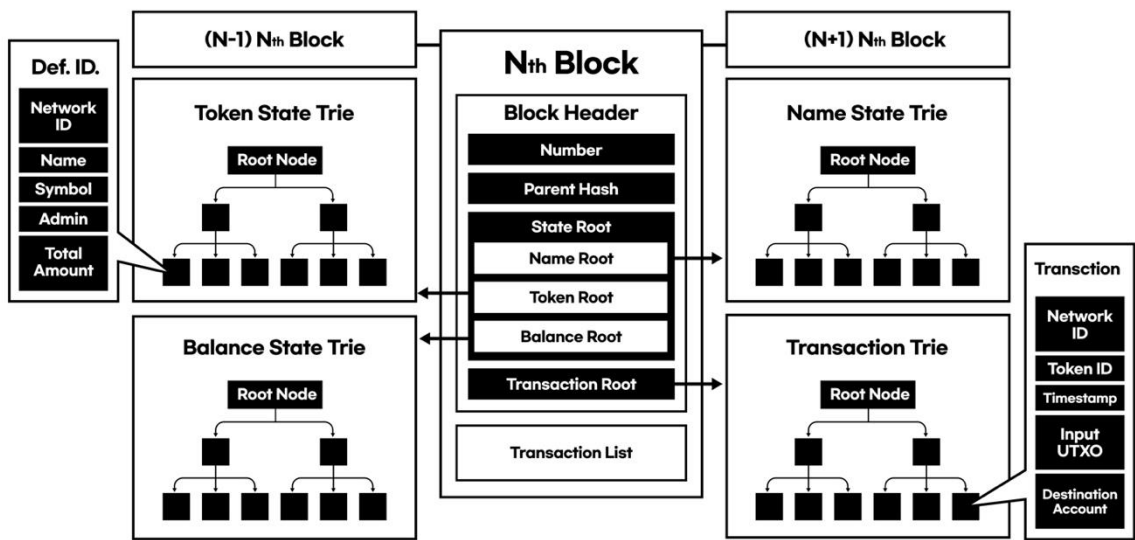 (N-1) Nth Block
Nth Block
(N+1) Nth Block
Def. ID.
Network
ID
Name
Symbol
Admin
Total
Amount
Token State Trie
Root Node
Balance State Trie
Root Node
Block Header
Number
Parent Hash
State Root
Name Root
Token Root
Balance Root
Transaction Root
Transaction List
Name State Trie
Root Node
Transaction Trie
Root Node
Transction
Network
ID
Token ID
Timestamp
Input
UTXO
Destination
Account